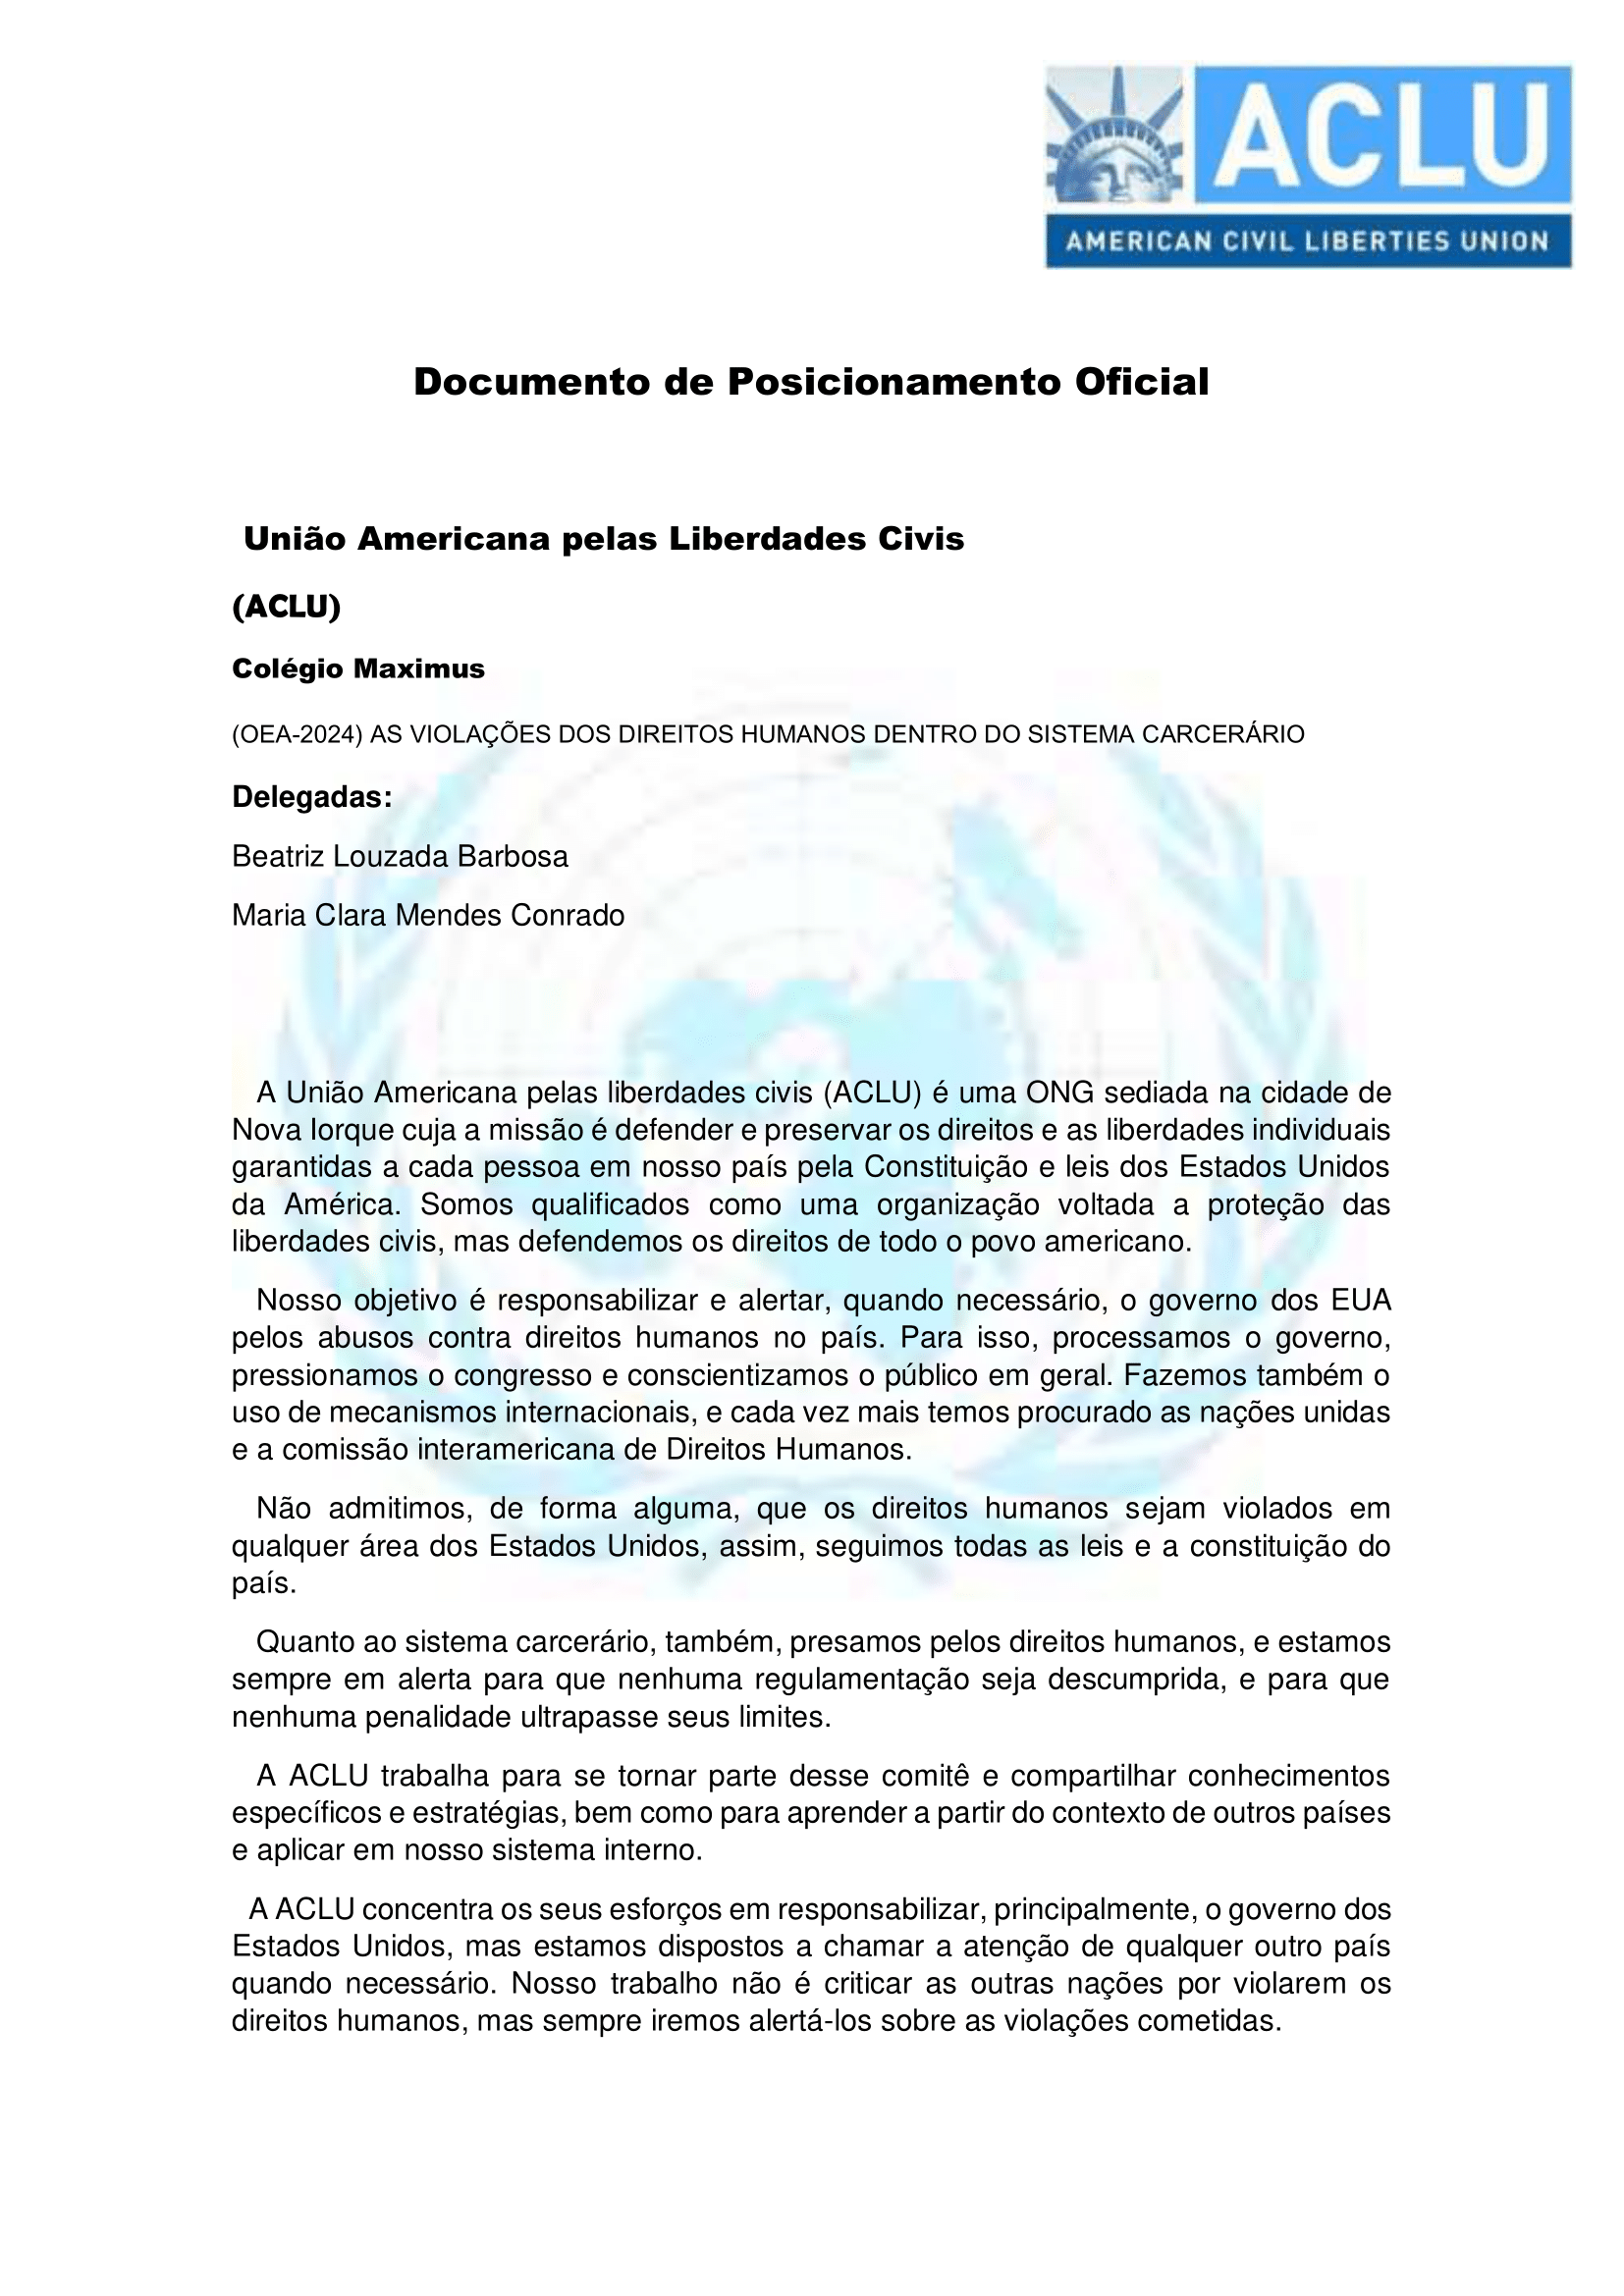 ACLU
AMERICAN CIVIL LIBERTIES UNION
Documento de Posicionamento Oficial
União Americana pelas Liberdades Civis
(ACLU)
Colégio Maximus
(OEA-2024) AS VIOLAÇÕES DOS DIREITOS HUMANOS DENTRO DO SISTEMA CARCERÁRIO
Delegadas:
Beatriz Louzada Barbosa
Maria Clara Mendes Conrado
A União Americana pelas liberdades civis (ACLU) é uma ONG sediada na cidade de
Nova Iorque cuja a missão é defender e preservar os direitos e as liberdades individuais
garantidas a cada pessoa em nosso país pela Constituição e leis dos Estados Unidos
da América. Somos qualificados como uma organização voltada a proteção das
liberdades civis, mas defendemos os direitos de todo o povo americano.
Nosso objetivo é responsabilizar e alertar, quando necessário, o governo dos EUA
pelos abusos contra direitos humanos no país. Para isso, processamos o governo,
pressionamos o congresso e conscientizamos o público em geral. Fazemos também o
uso de mecanismos internacionais, e cada vez mais temos procurado as nações unidas
e a comissão interamericana de Direitos Humanos.
Não admitimos, de forma alguma, que os direitos humanos sejam violados em
qualquer área dos Estados Unidos, assim, seguimos todas as leis e a constituição do
país.
Quanto ao sistema carcerário, também, presamos pelos direitos humanos, e estamos
sempre em alerta para que nenhuma regulamentação seja descumprida, e para que
nenhuma penalidade ultrapasse seus limites.
A ACLU trabalha para se tornar parte desse comitê e compartilhar conhecimentos
específicos e estratégias, bem como para aprender a partir do contexto de outros países
e aplicar em nosso sistema interno.
A ACLU concentra os seus esforços em responsabilizar, principalmente, o governo dos
Estados Unidos, mas estamos dispostos a chamar a atenção de qualquer outro país
quando necessário. Nosso trabalho não é criticar as outras nações por violarem os
direitos humanos, mas sempre iremos alertá-los sobre as violações cometidas.